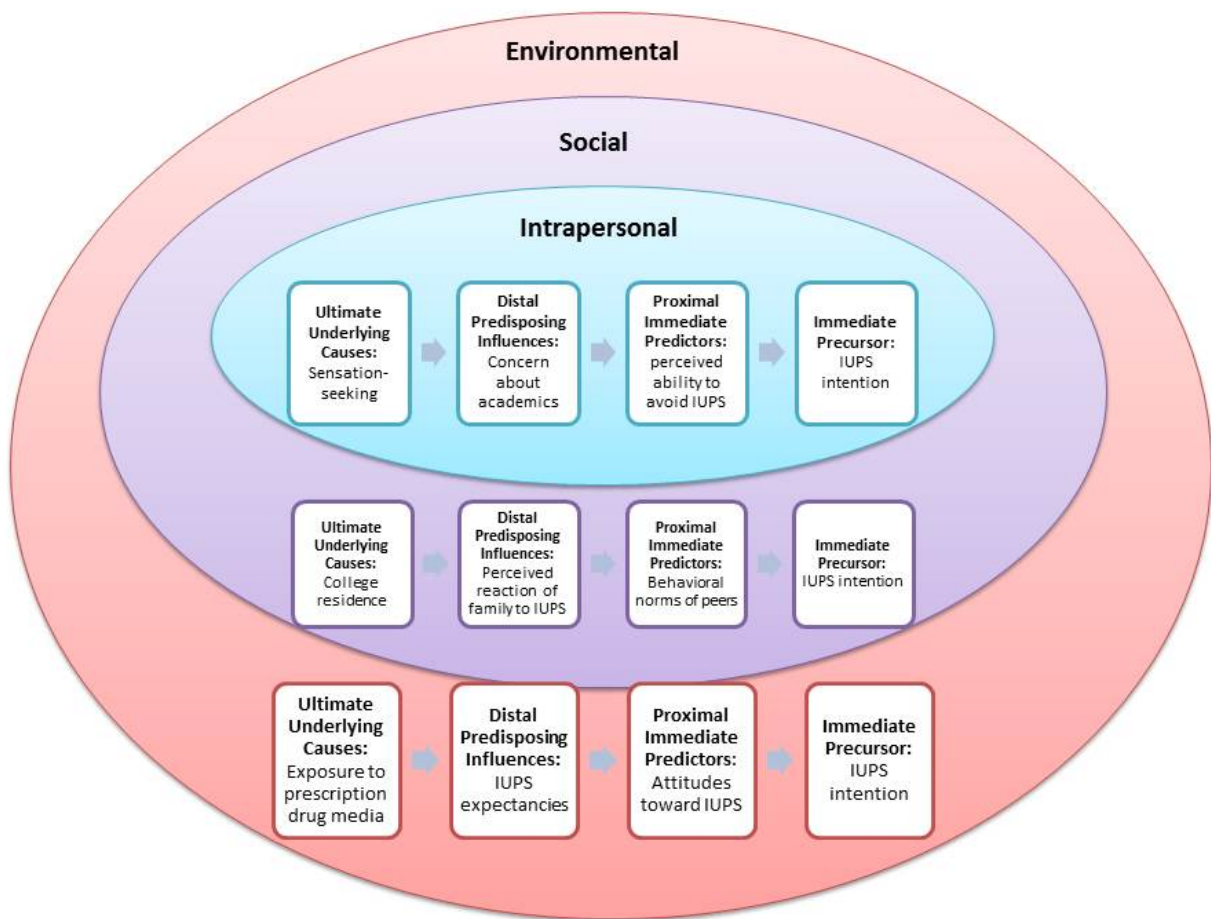 Environmental
Social
Intrapersonal
Ultimate
Underlying
Causes:
Sensation-
seeking
Distal
Predisposing
Influences:
Concern
about
academics
Proximal
Immediate
Predictors:
perceived
ability to
avoid IUPS
Immediate
Precursor:
IUPS
intention
Ultimate
Underlying
Causes:
College
residence
Distal
Predisposing
Influences:
Perceived
reaction of
family to IUPS
Proximal
Immediate
Predictors:
Behavioral
norms of peers
Immediate
Precursor:
IUPS intention
Ultimate
Underlying
Causes:
Exposure to
prescription
drug media
Distal
Predisposing
Influences:
IUPS
expectancies
Proximal
Immediate
Predictors:
Attitudes
toward IUPS
Immediate
Precursor:
IUPS
intention